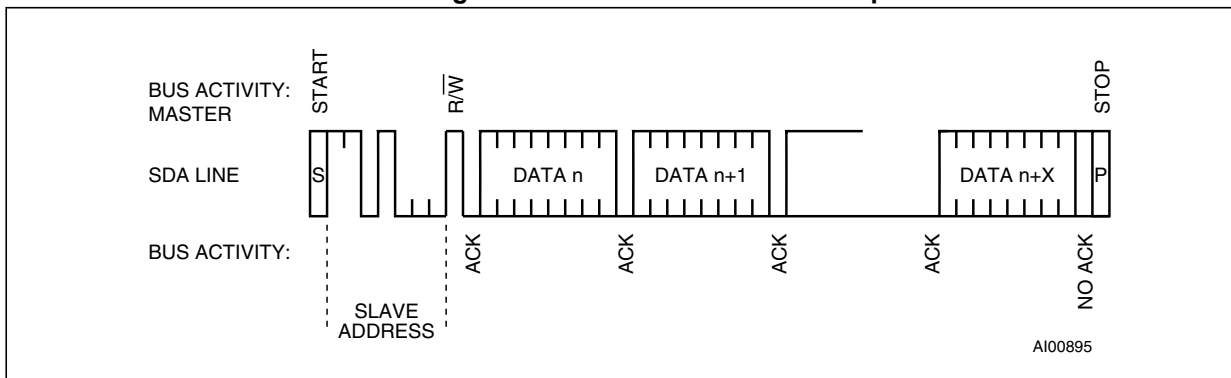 BUS ACTIVITY:
MASTER
START
R/W
STOP
SDA LINE
S
DATA n
DATA n+1
DATA n+X
P
BUS ACTIVITY:
ACK
ACK
ACK
ACK
NO ACK
SLAVE
ADDRESS
AI00895